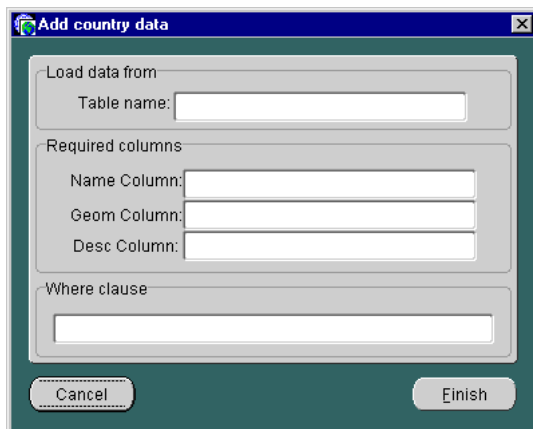 Add country data
Load data from
Table name:
Required columns
Name Column:
Geom Column:
Desc Column:
Where clause
Cancel
Finish